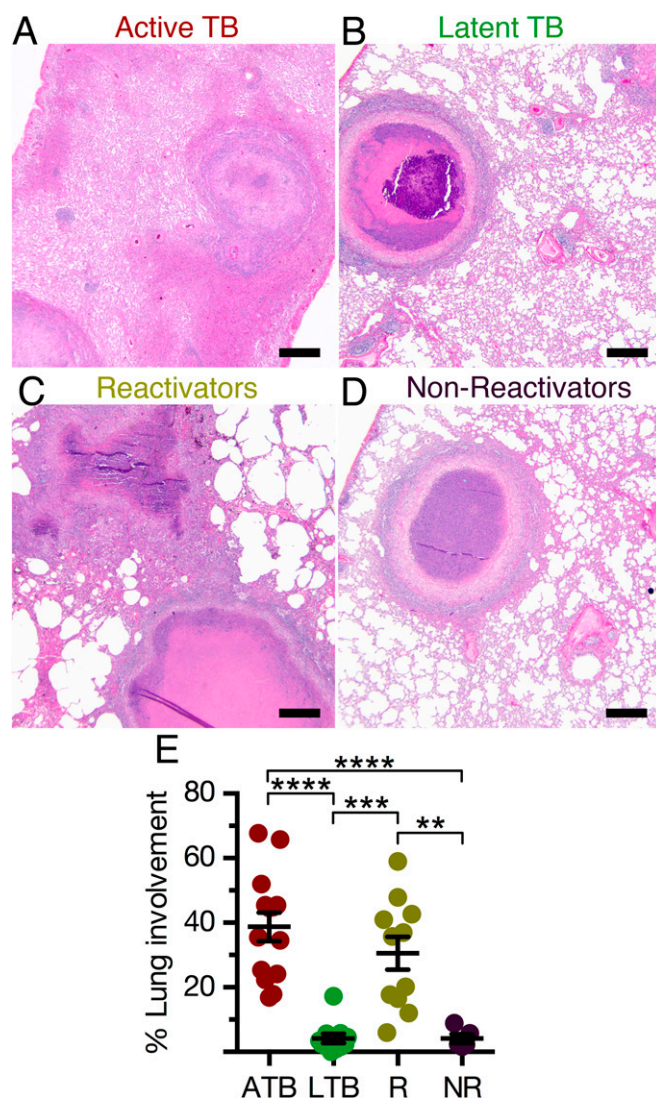 A Active TB
B Latent TB
C Reactivators
D Non-Reactivators
E
****
****
***
**
% Lung involvement
80
60
40
20
ATB LTB R NR